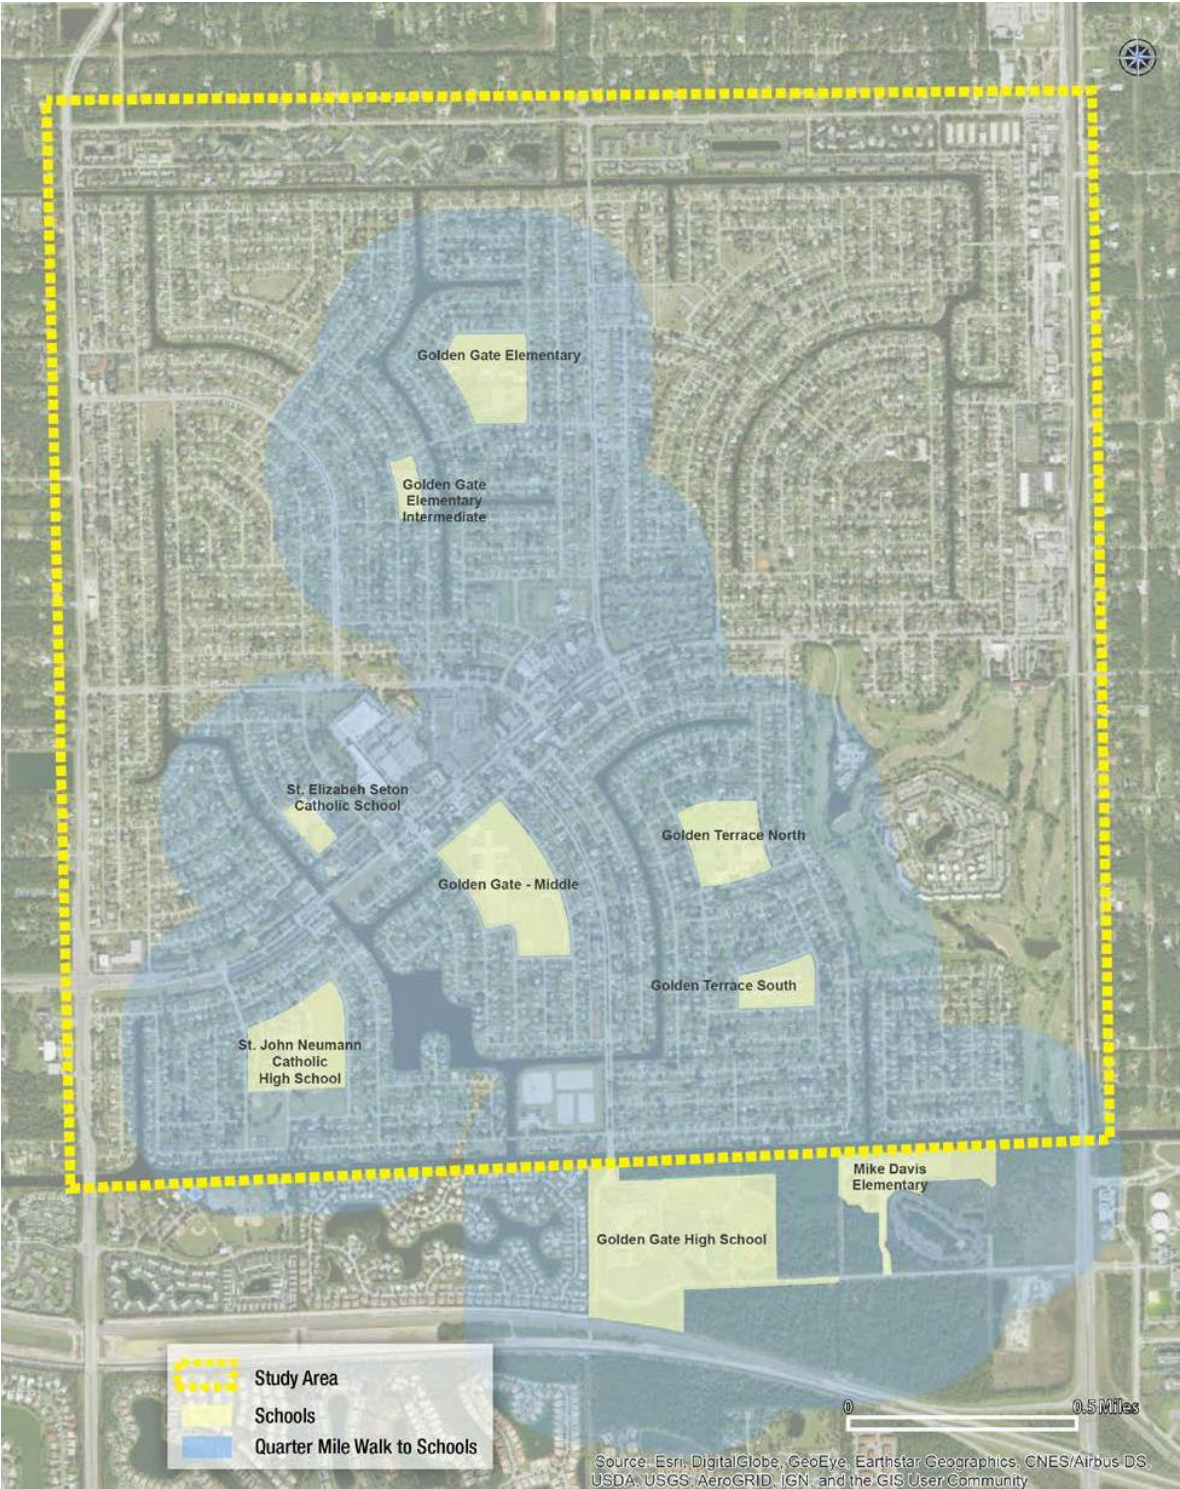 Golden Gate Elementary
Golden Gate
Elementary
Intermediate
St. Elizabeh Seton
Catholic School
Golden Terrace North
Golden Gate - Middle
Golden Terrace South
St. John Neumann
Catholic
High School
Mike Davis
Elementary
Golden Gate High School
Study Area
Schools
Quarter Mile Walk to Schools
0 0.5 Miles
Source: Esri, DigitalGlobe, GeoEye, Earthstar Geographics, CNES/Airbus DS,
USDA, USGS, AeroGRID, IGN, and the GIS User Community